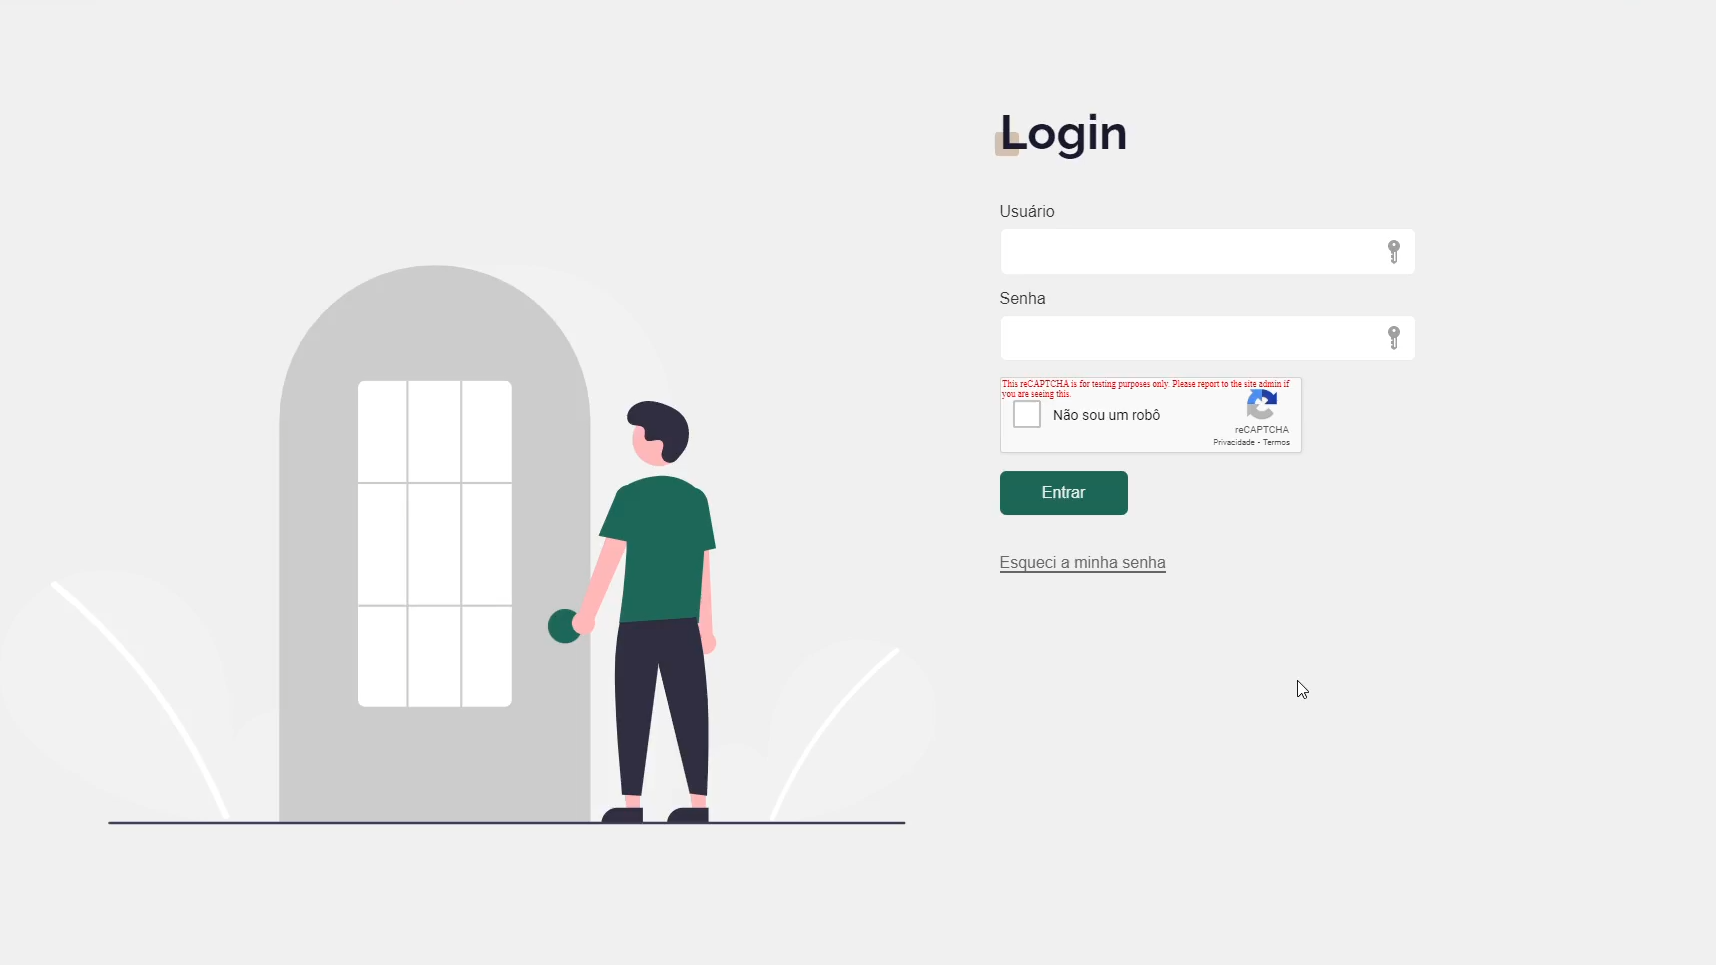 Login
Usuário
Senha
This reCAPTCHA is for testing purposes only. Please report to the site admin if
you are seeing this.
Não sou um robô
reCAPTCHA
Privacidade - Termos
Entrar
Esqueci a minha senha